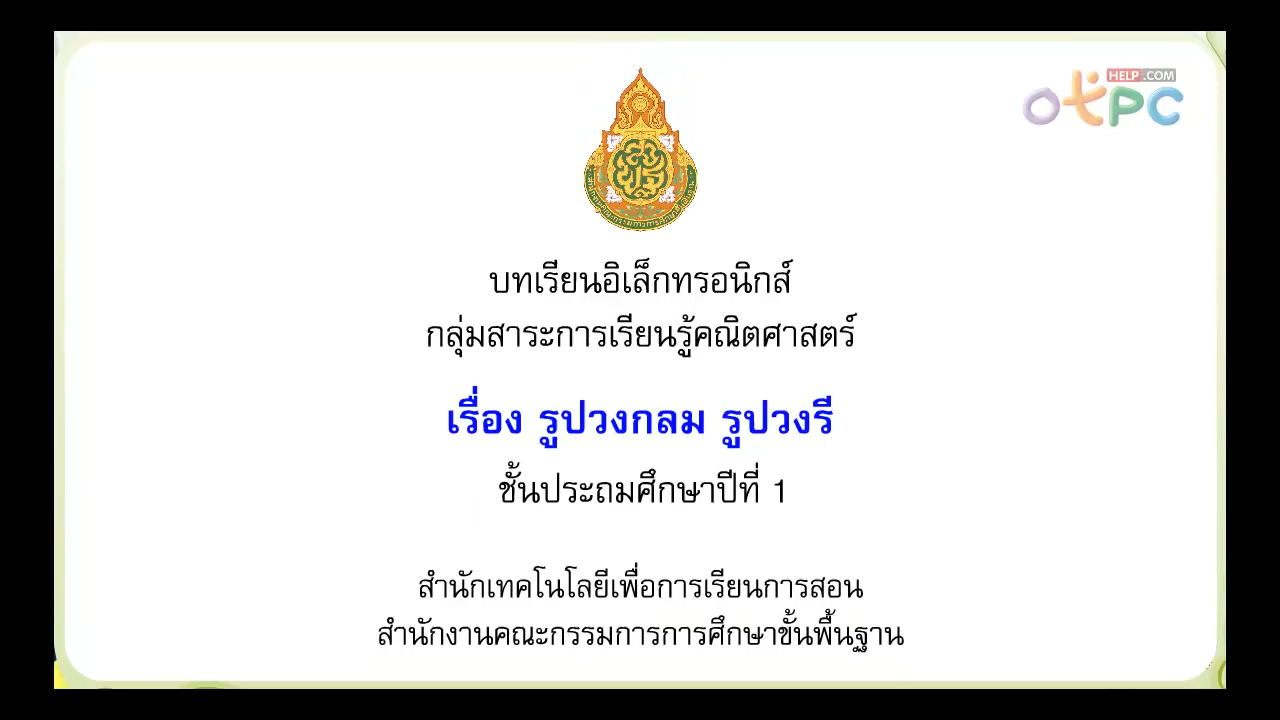 HELP.COM
OTPC
บทเรียนอิเล็กทรอนิกส์
กลุ่มสาระการเรียนรู้คณิตศาสตร์
เรื่อง รูปวงกลม รูปวงรี
ชั้นประถมศึกษาปีที่ 1
สำนักเทคโนโลยีเพื่อการเรียนการสอน
สำนักงานคณะกรรมการการศึกษาขั้นพื้นฐาน